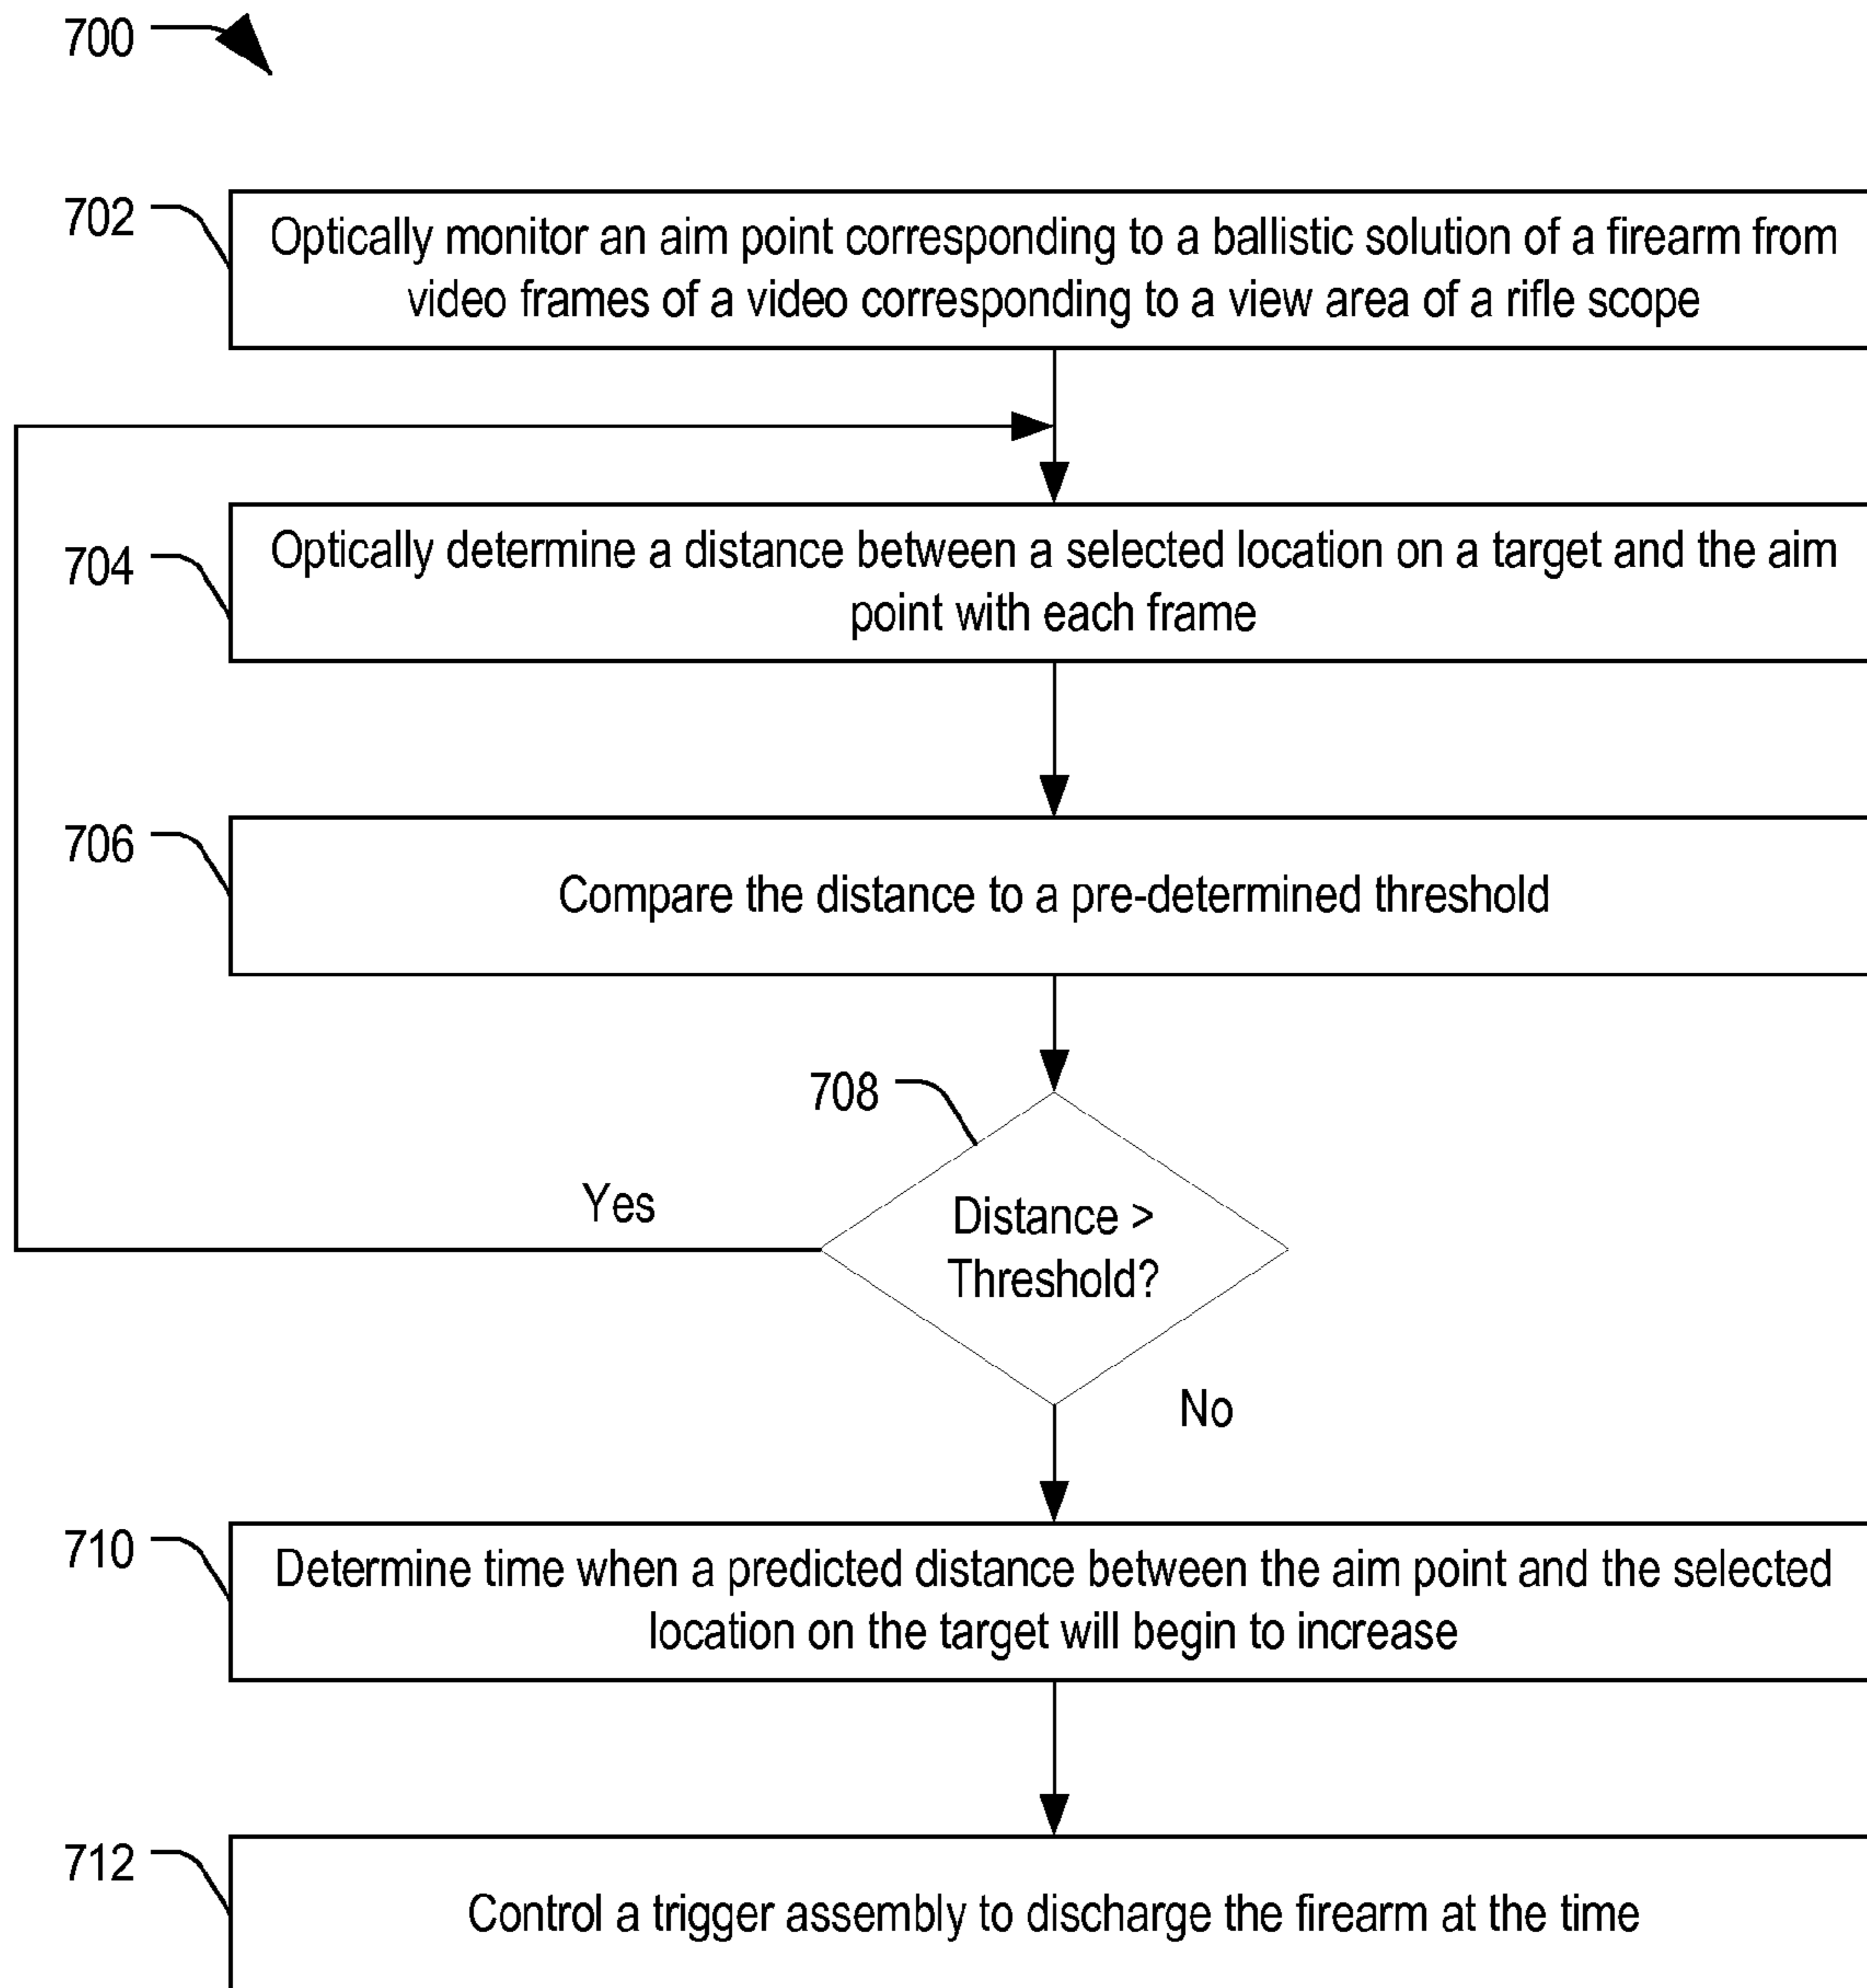 700
702
Optically monitor an aim point corresponding to a ballistic solution of a firearm from
video frames of a video corresponding to a view area of a rifle scope
704
Optically determine a distance between a selected location on a target and the aim
point with each frame
706
Compare the distance to a pre-determined threshold
708
Yes
Distance >
Threshold?
No
710
Determine time when a predicted distance between the aim point and the selected
location on the target will begin to increase
712
Control a trigger assembly to discharge the firearm at the time